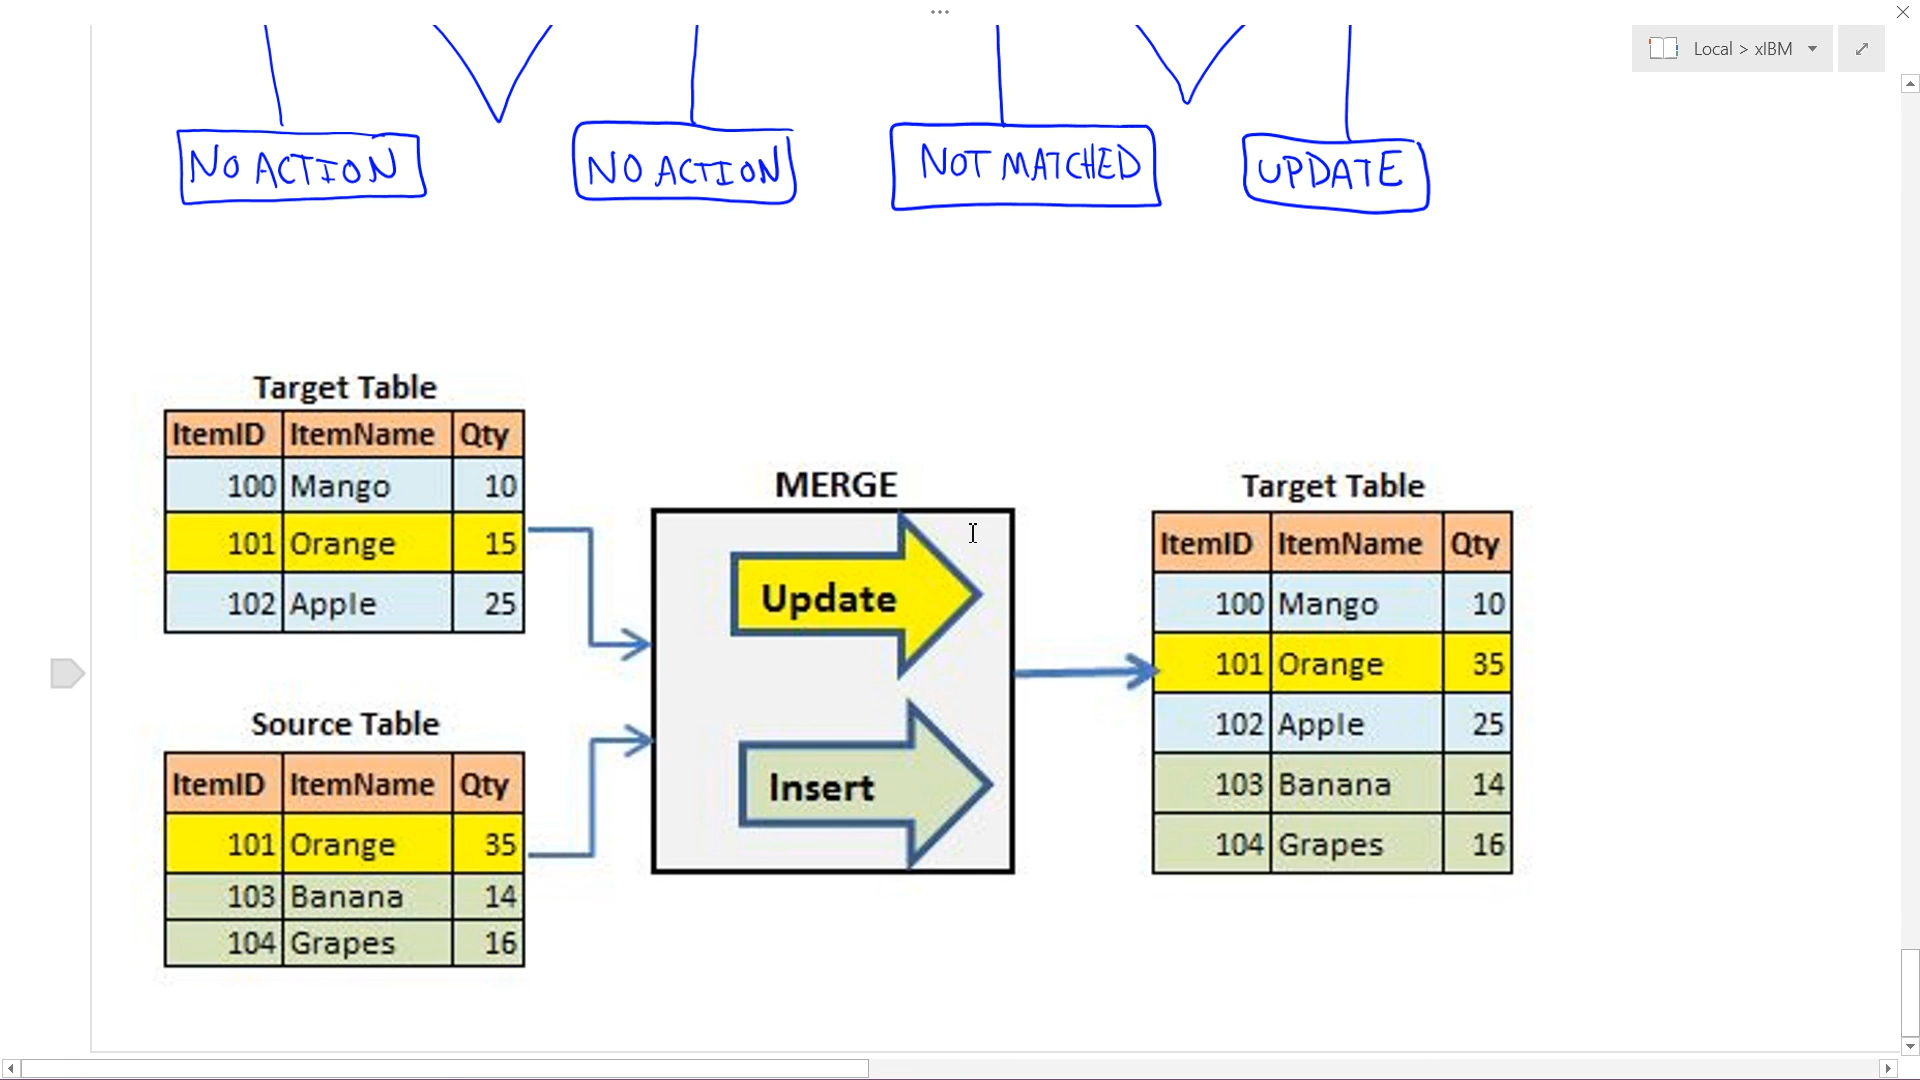 Local > xIBM
NO ACTION
NO ACTION
NOT MATCHED
UPDATE
Target Table
ItemID ItemName Qty
100 Mango 10
101 Orange 15
102 Apple 25
Source Table
ItemID ItemName Qty
101 Orange 35
103 Banana 14
104 Grapes 16
MERGE
Update
Insert
Target Table
ItemID ItemName Qty
100 Mango 10
101 Orange 35
102 Apple 25
103 Banana 14
104 Grapes 16